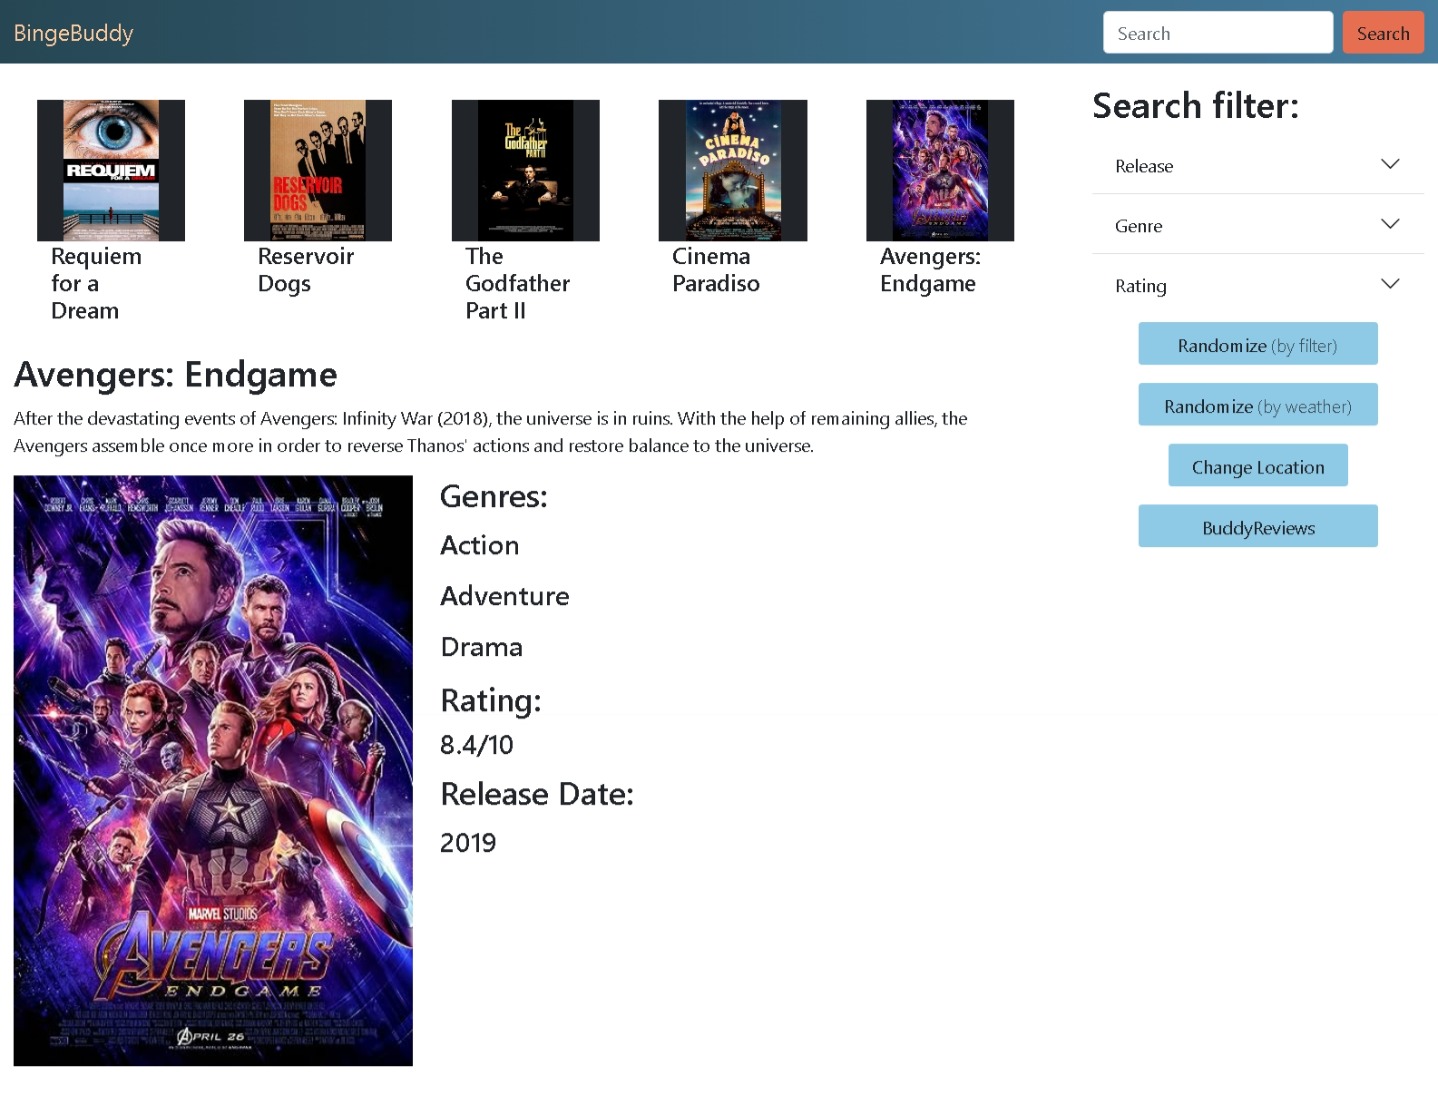 BingeBuddy
Search
Search
REQUIEM
FOR A DREAM
Requiem
for a
Dream
RESERVOIR
DOGS
Reservoir
Dogs
The
Godfather
PART II
The
Godfather
Part II
CINEMA
PARADISO
Cinema
Paradiso
Avengers:
Endgame
Search filter:
Release
Genre
Rating
Randomize (by filter)
Randomize (by weather)
Change Location
BuddyReviews
Avengers: Endgame
After the devastating events of Avengers: Infinity War (2018), the universe is in ruins. With the help of remaining allies, the
Avengers assemble once more in order to reverse Thanos' actions and restore balance to the universe.
MARVEL STUDIOS
AVENGERS
ENDGAME
APRIL 26
Genres:
Action
Adventure
Drama
Rating:
8.4/10
Release Date:
2019